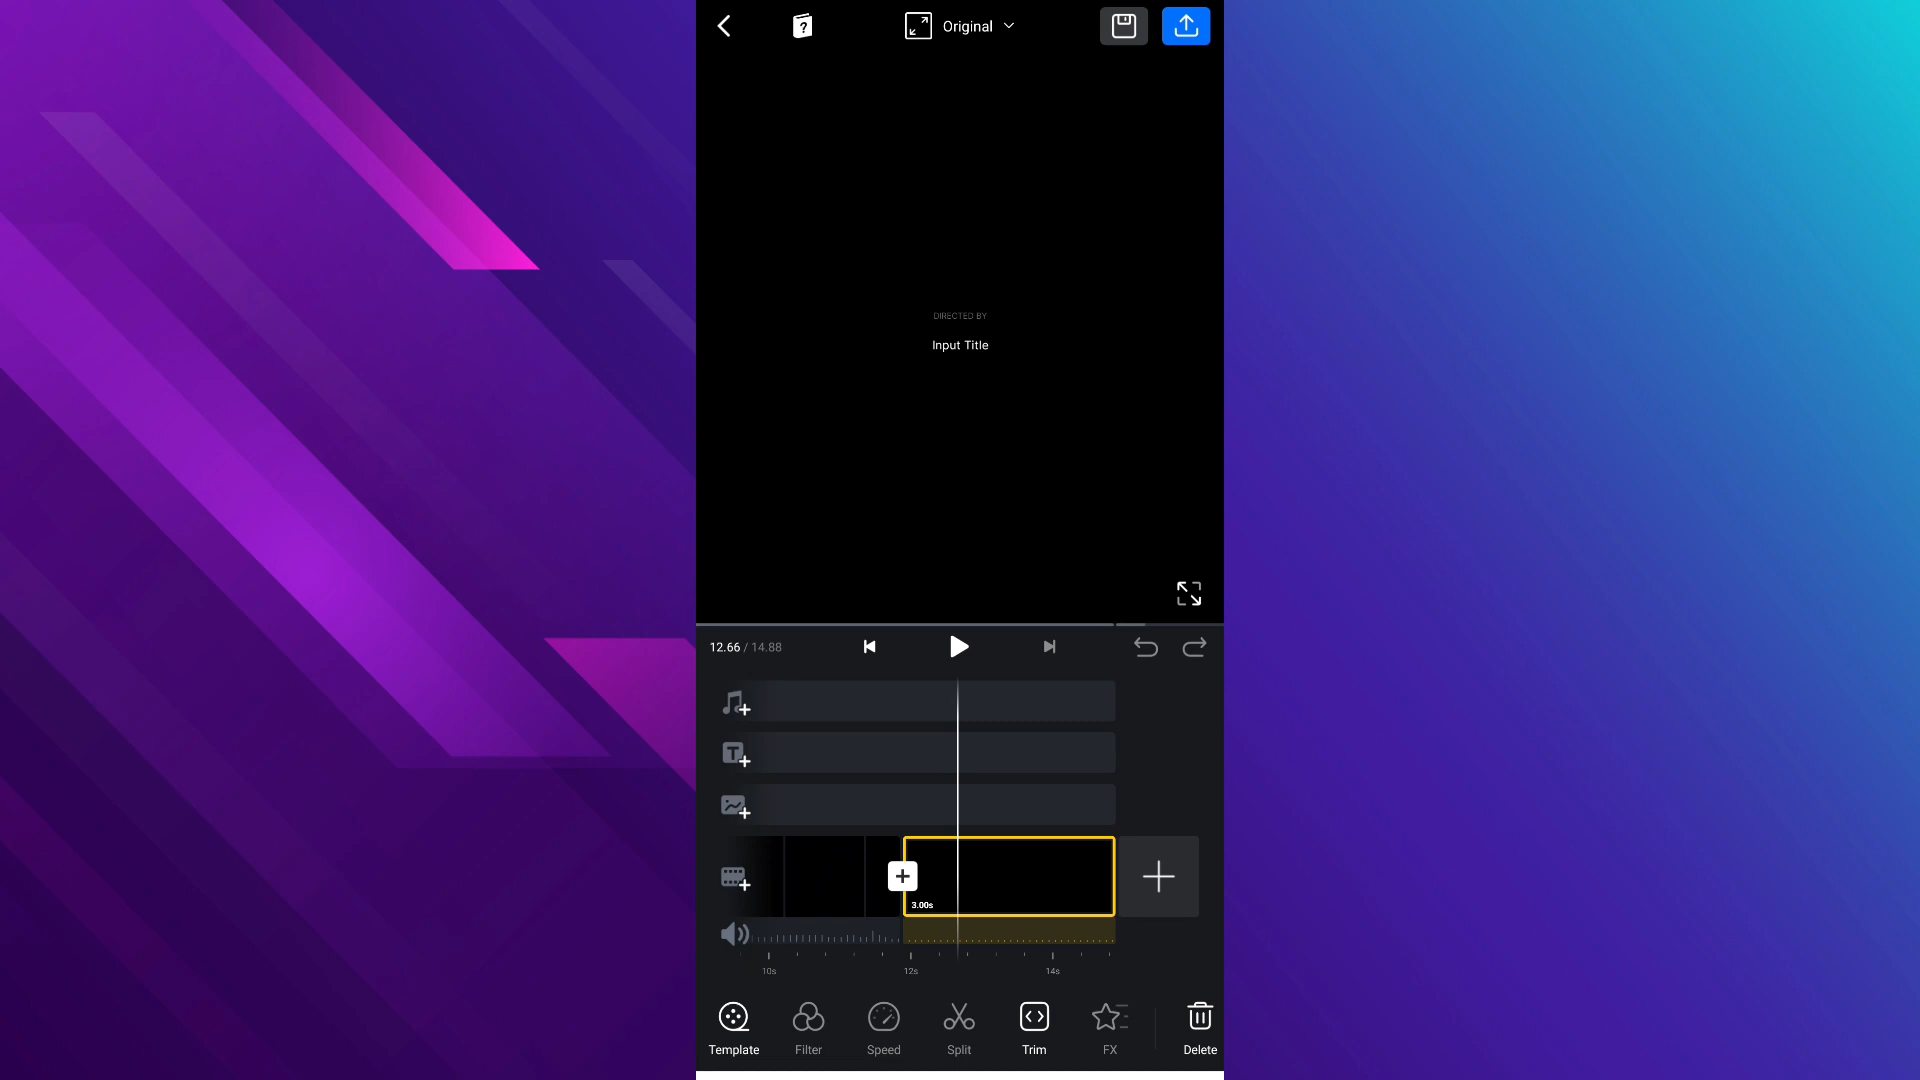 Original
DIRECTED BY
Input Title
12.66 / 14.88
3.00s
10s 12s 14s
Template Filter Speed Split Trim FX Delete